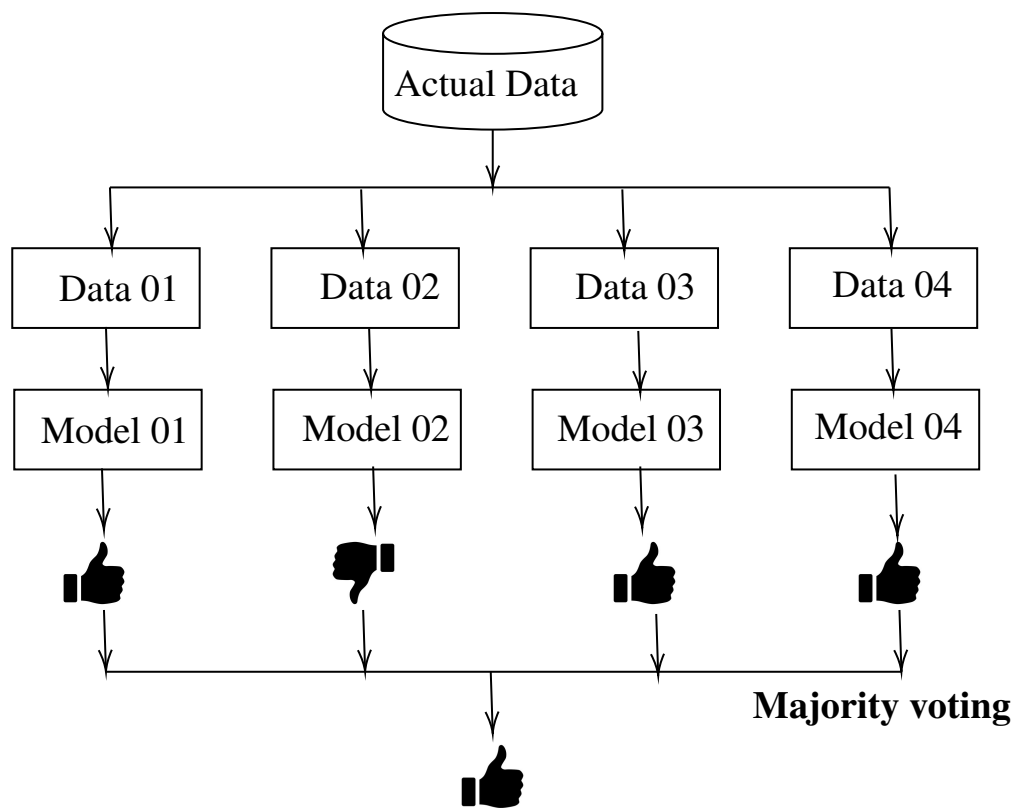 Actual Data
Data 01
Data 02
Data 03
Data 04
Model 01
Model 02
Model 03
Model 04
Majority voting